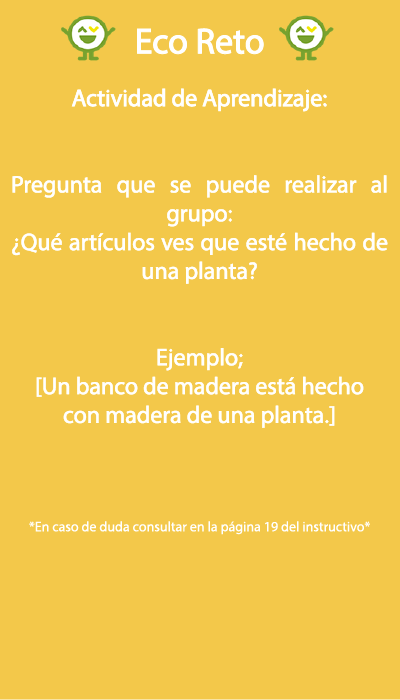 Eco Reto
Actividad de Aprendizaje:
Pregunta que se puede realizar al
grupo:
¿Qué artículos ves que esté hecho de
una planta?
Ejemplo;
[Un banco de madera está hecho
con madera de una planta.]
*En caso de duda consultar en la página 19 del instructivo*